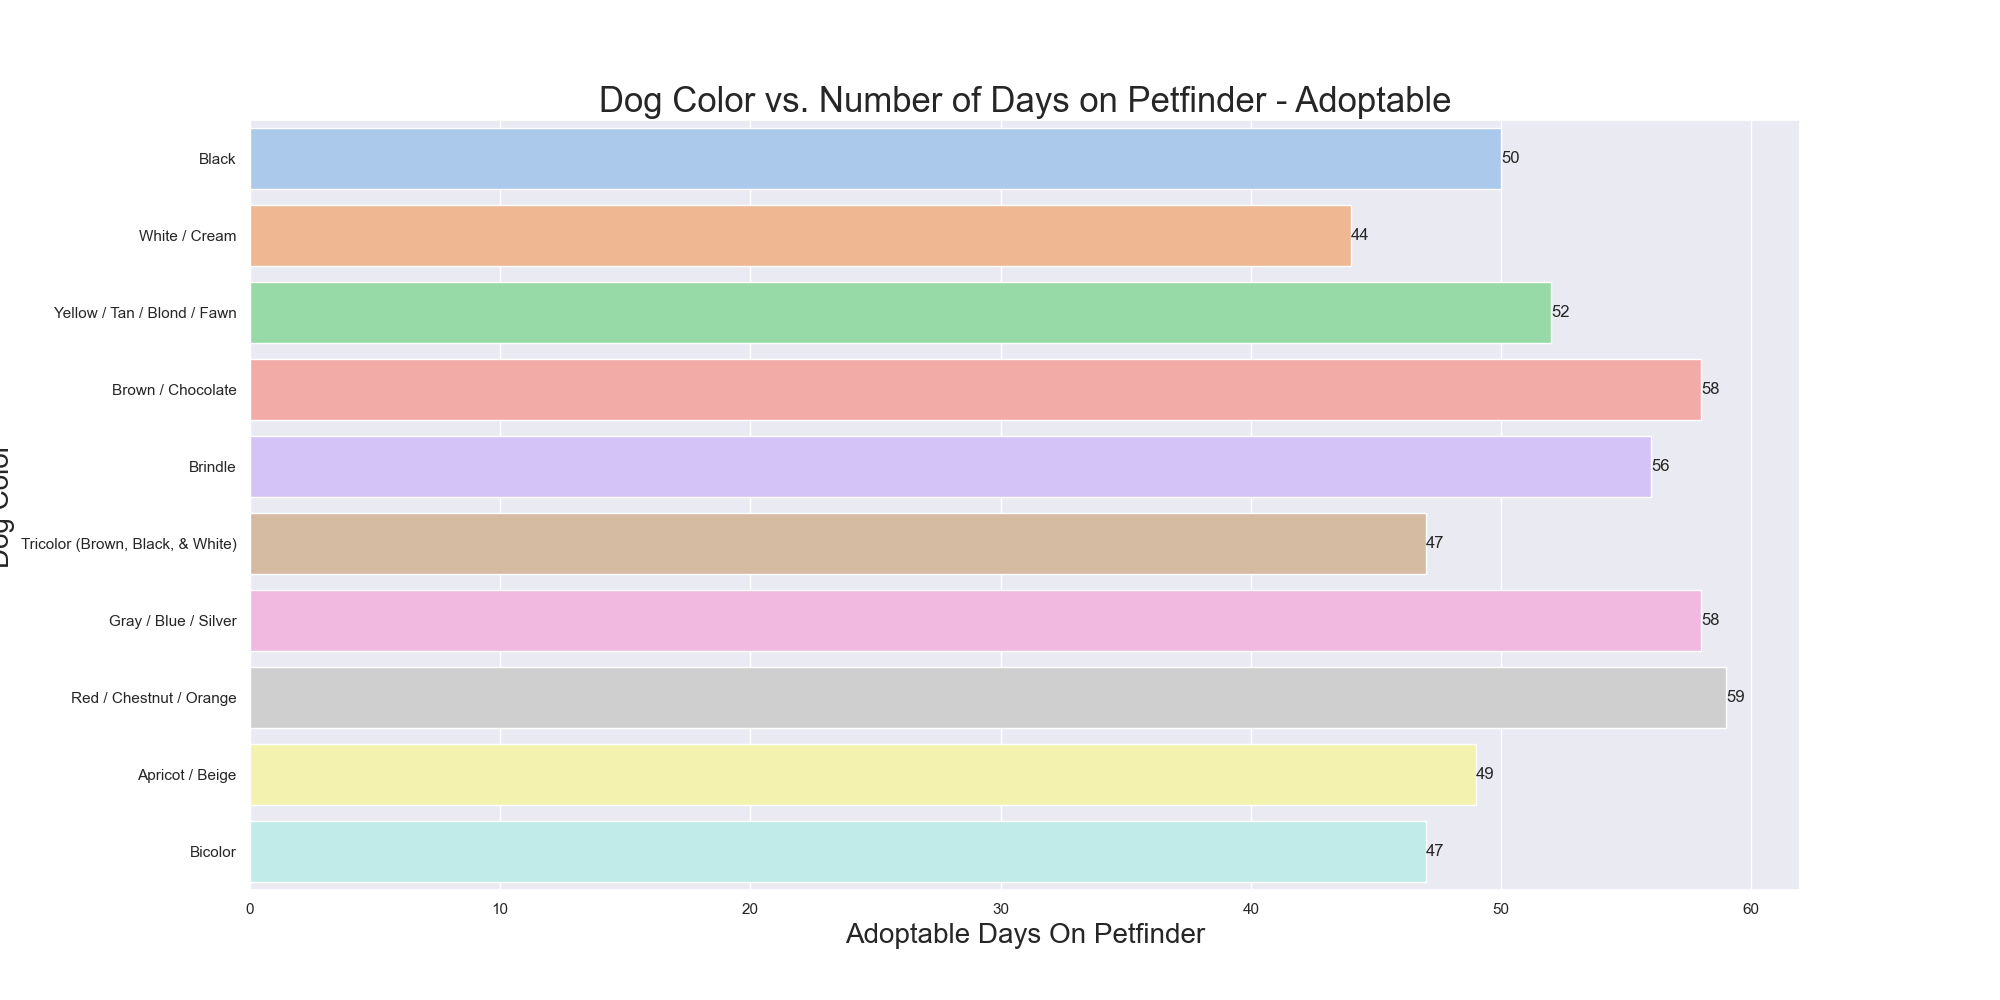 Dog Color vs. Number of Days on Petfinder - Adoptable
Black
50
White / Cream
44
Yellow / Tan / Blond / Fawn
52
Brown / Chocolate
58
Brindle
56
Tricolor (Brown, Black, & White)
47
Gray / Blue / Silver
58
Red / Chestnut / Orange
59
Apricot / Beige
49
Bicolor
47
0 10 20 30 40 50 60
Adoptable Days On Petfinder
Dog Color